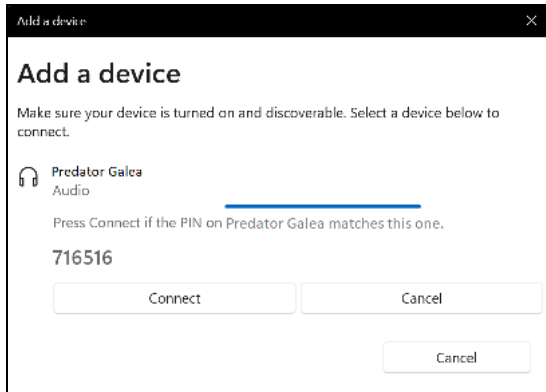 Add a device
Add a device
Make sure your device is turned on and discoverable. Select a device below to
connect.
Predator Galea
Audio
Press Connect if the PIN on Predator Galea matches this one.
716516
Connect Cancel
Cancel